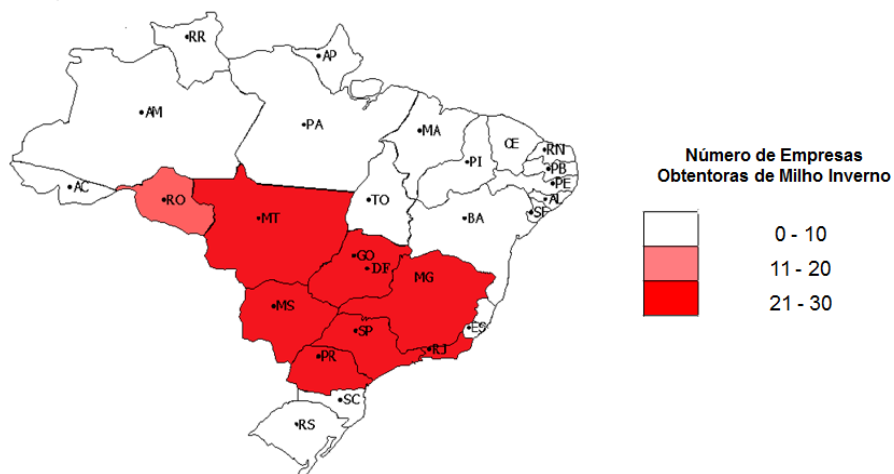 RR
AP
AM
PA
MA
CE
RN
PB
PE
AL
SE
PI
AC
RO
TO
BA
MT
GO
DF
MG
MS
ES
SP
RJ
PR
SC
RS
Número de Empresas
Obtentoras de Milho Inverno
0 - 10
11 - 20
21 - 30